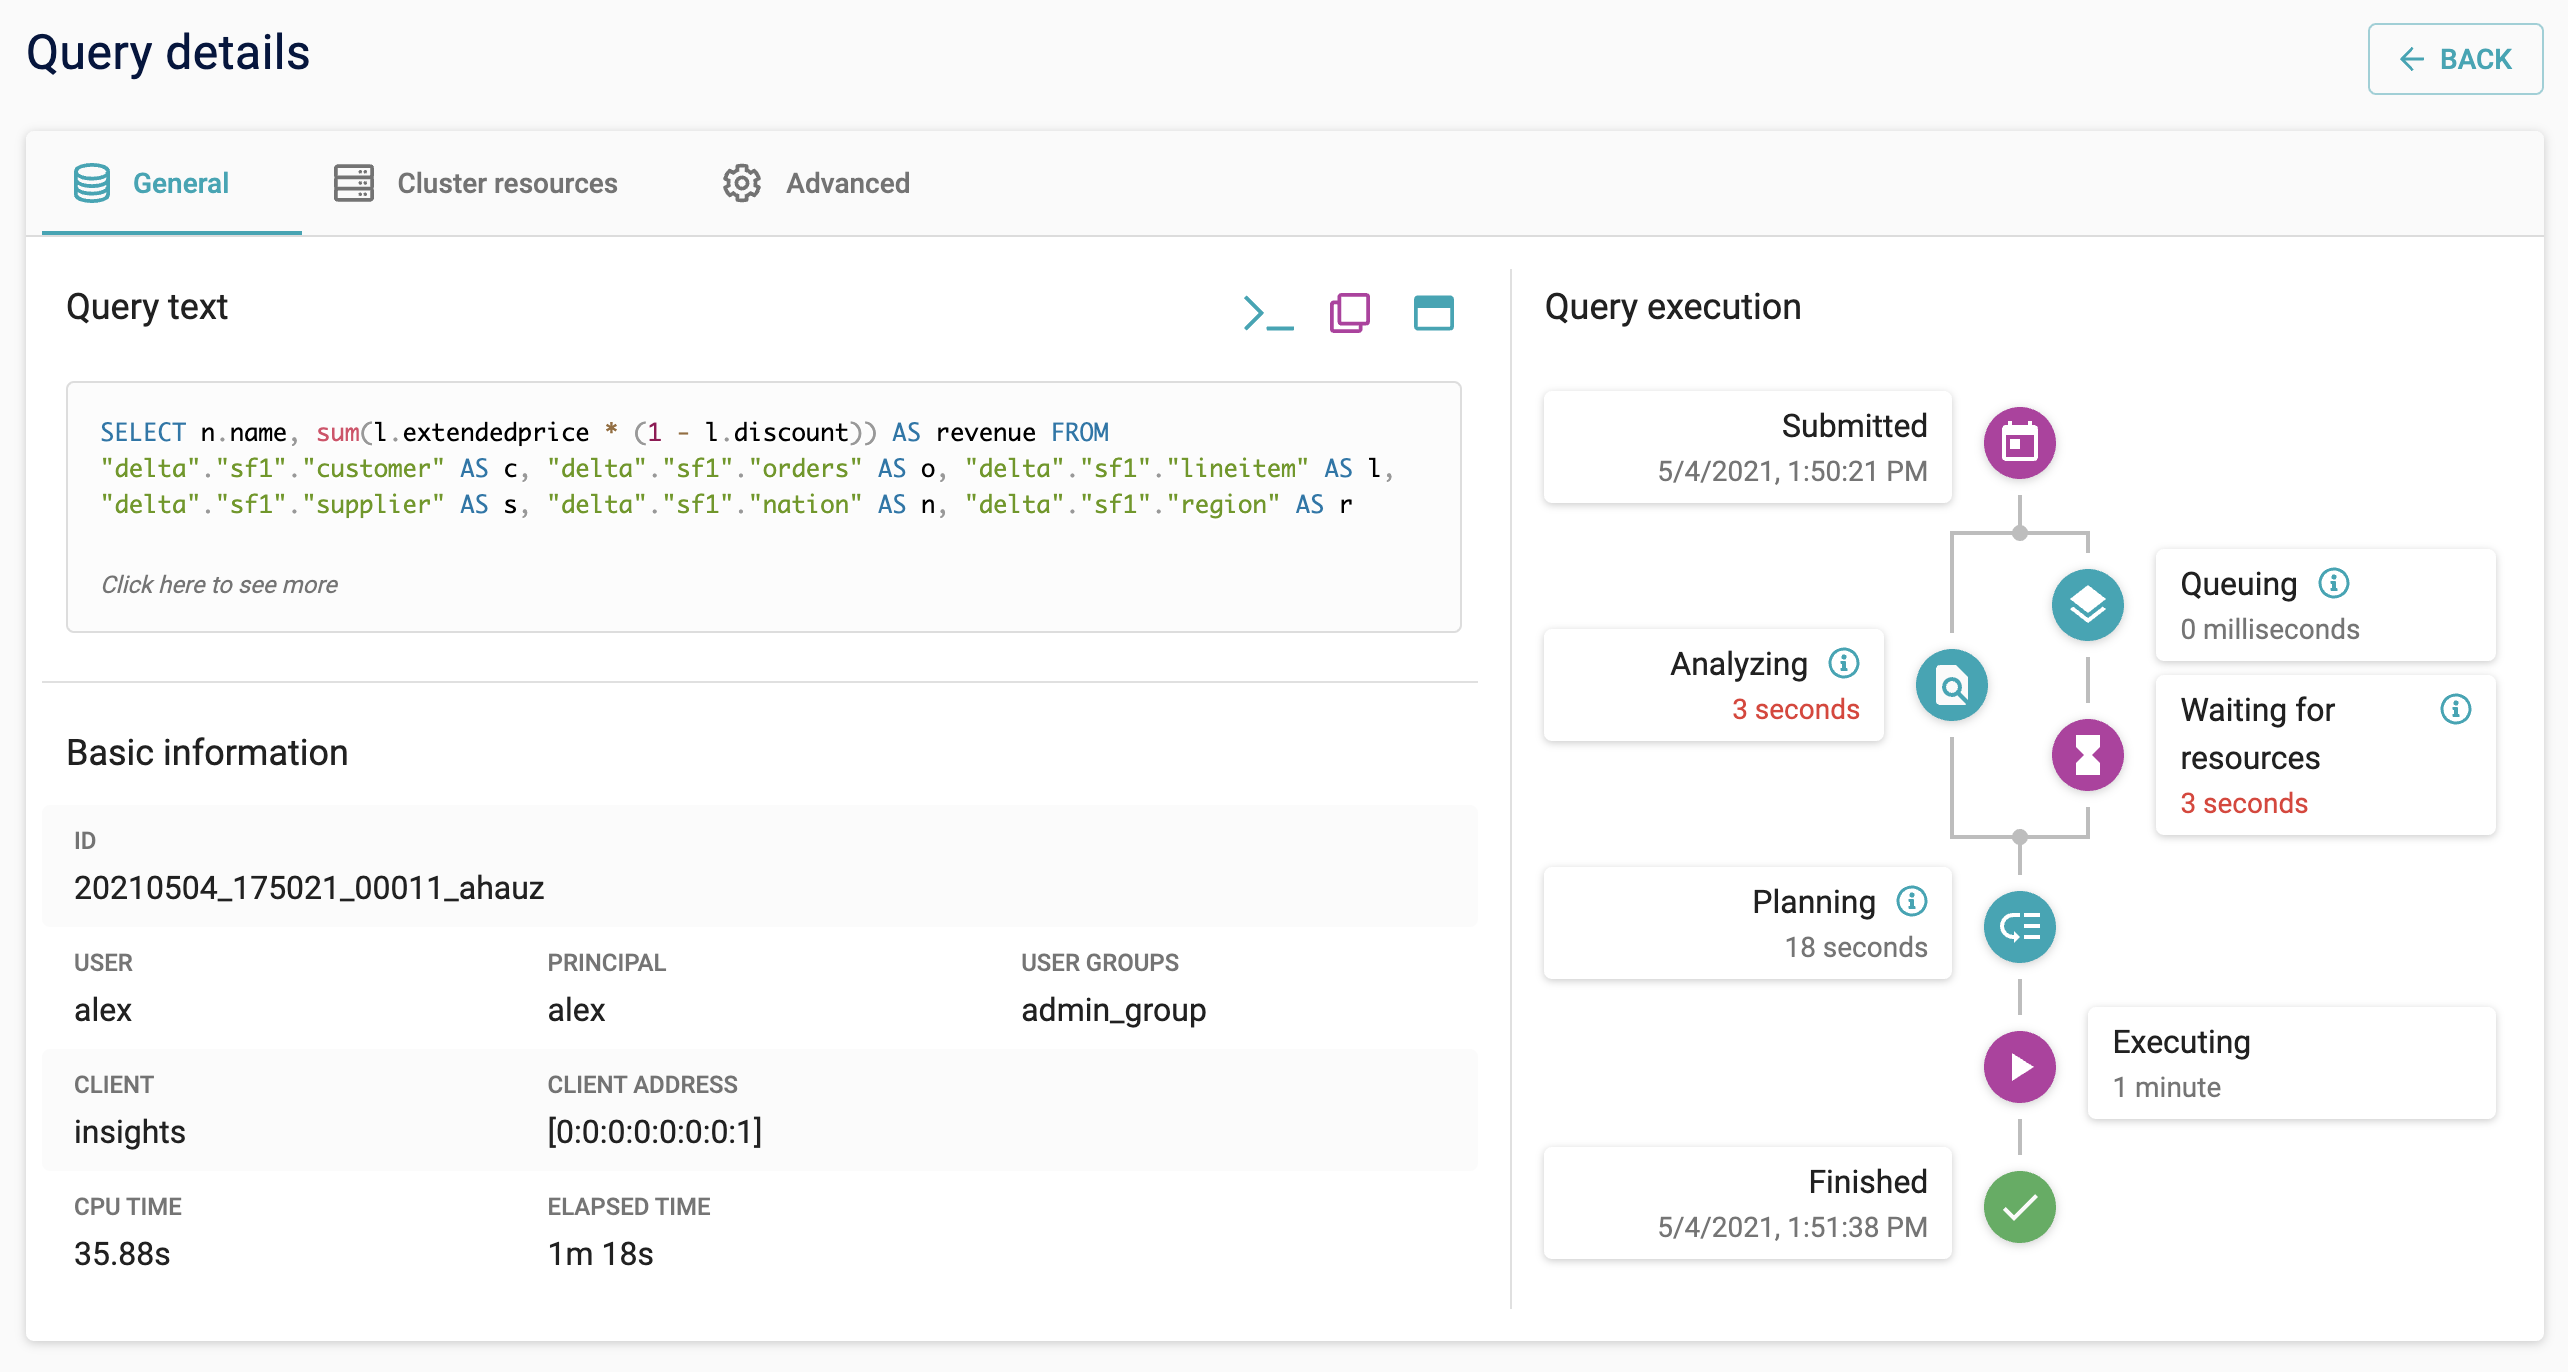 Query details
BACK
General
Cluster resources
Advanced
Query text
SELECT n.name, sum(l.extendedprice * (1 - l.discount)) AS revenue FROM
"delta"."sf1"."customer" AS c, "delta"."sf1"."orders" AS o, "delta"."sf1"."lineitem" AS l,
"delta"."sf1"."supplier" AS s, "delta"."sf1"."nation" AS n, "delta"."sf1"."region" AS r
Click here to see more
Basic information
ID
20210504_175021_00011_ahauz
USER
alex
PRINCIPAL
alex
USER GROUPS
admin_group
CLIENT
insights
CLIENT ADDRESS
[0:0:0:0:0:0:0:1]
CPU TIME
35.88s
ELAPSED TIME
1m 18s
Query execution
Submitted
5/4/2021, 1:50:21 PM
Queuing
0 milliseconds
Analyzing
3 seconds
Waiting for
resources
3 seconds
Planning
18 seconds
Executing
1 minute
Finished
5/4/2021, 1:51:38 PM